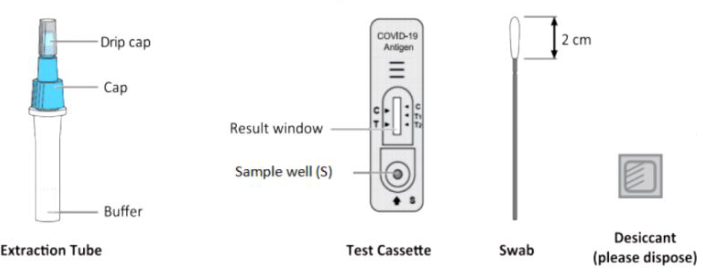 Drip cap
Cap
Buffer
Extraction Tube
COVID-19
Antigen
C
T
C
T1
T2
S
Result window
Sample well (S)
Test Cassette
2 cm
Swab
Desiccant
(please dispose)